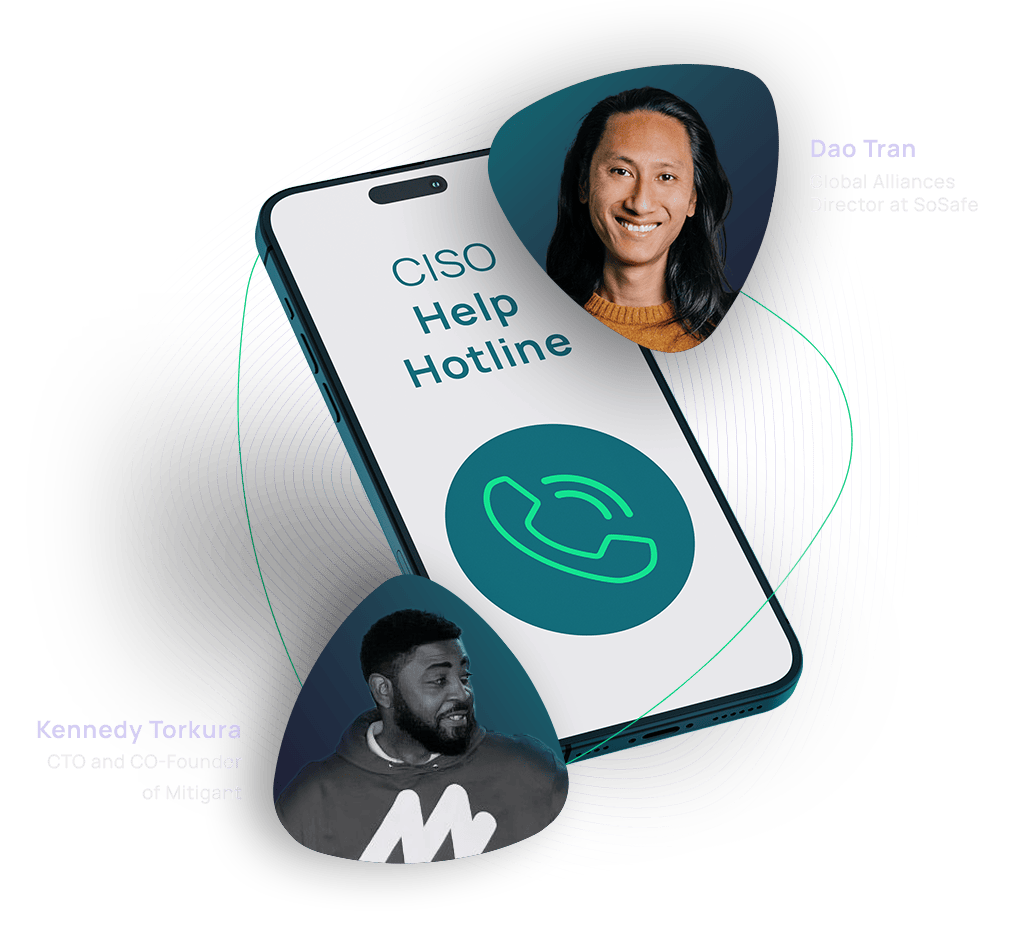 Dao Tran
Global Alliances
Director at SoSafe
CISO
Help
Hotline
Kennedy Torkura
CTO and CO-Founder
of Mitigant